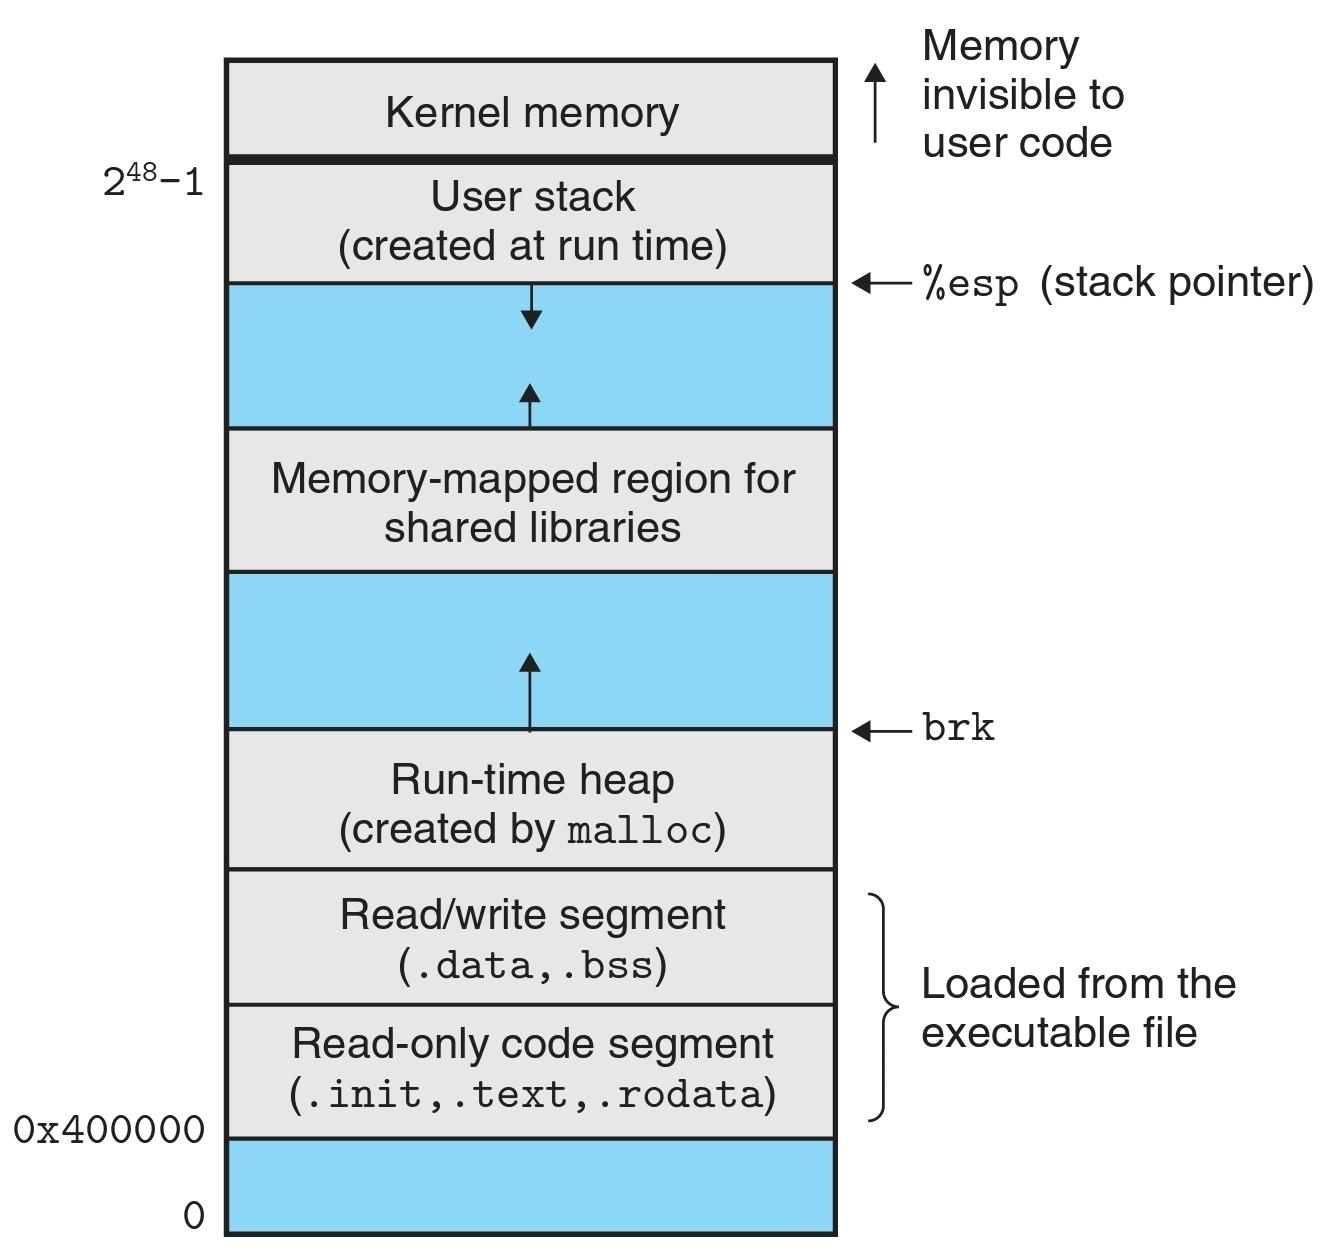 Memory
invisible to
user code
Kernel memory
2⁴⁸-1
User stack
(created at run time)
%esp (stack pointer)
Memory-mapped region for
shared libraries
brk
Run-time heap
(created by malloc)
Read/write segment
(.data,.bss)
Loaded from the
executable file
Read-only code segment
(.init,.text,.rodata)
0x400000
0